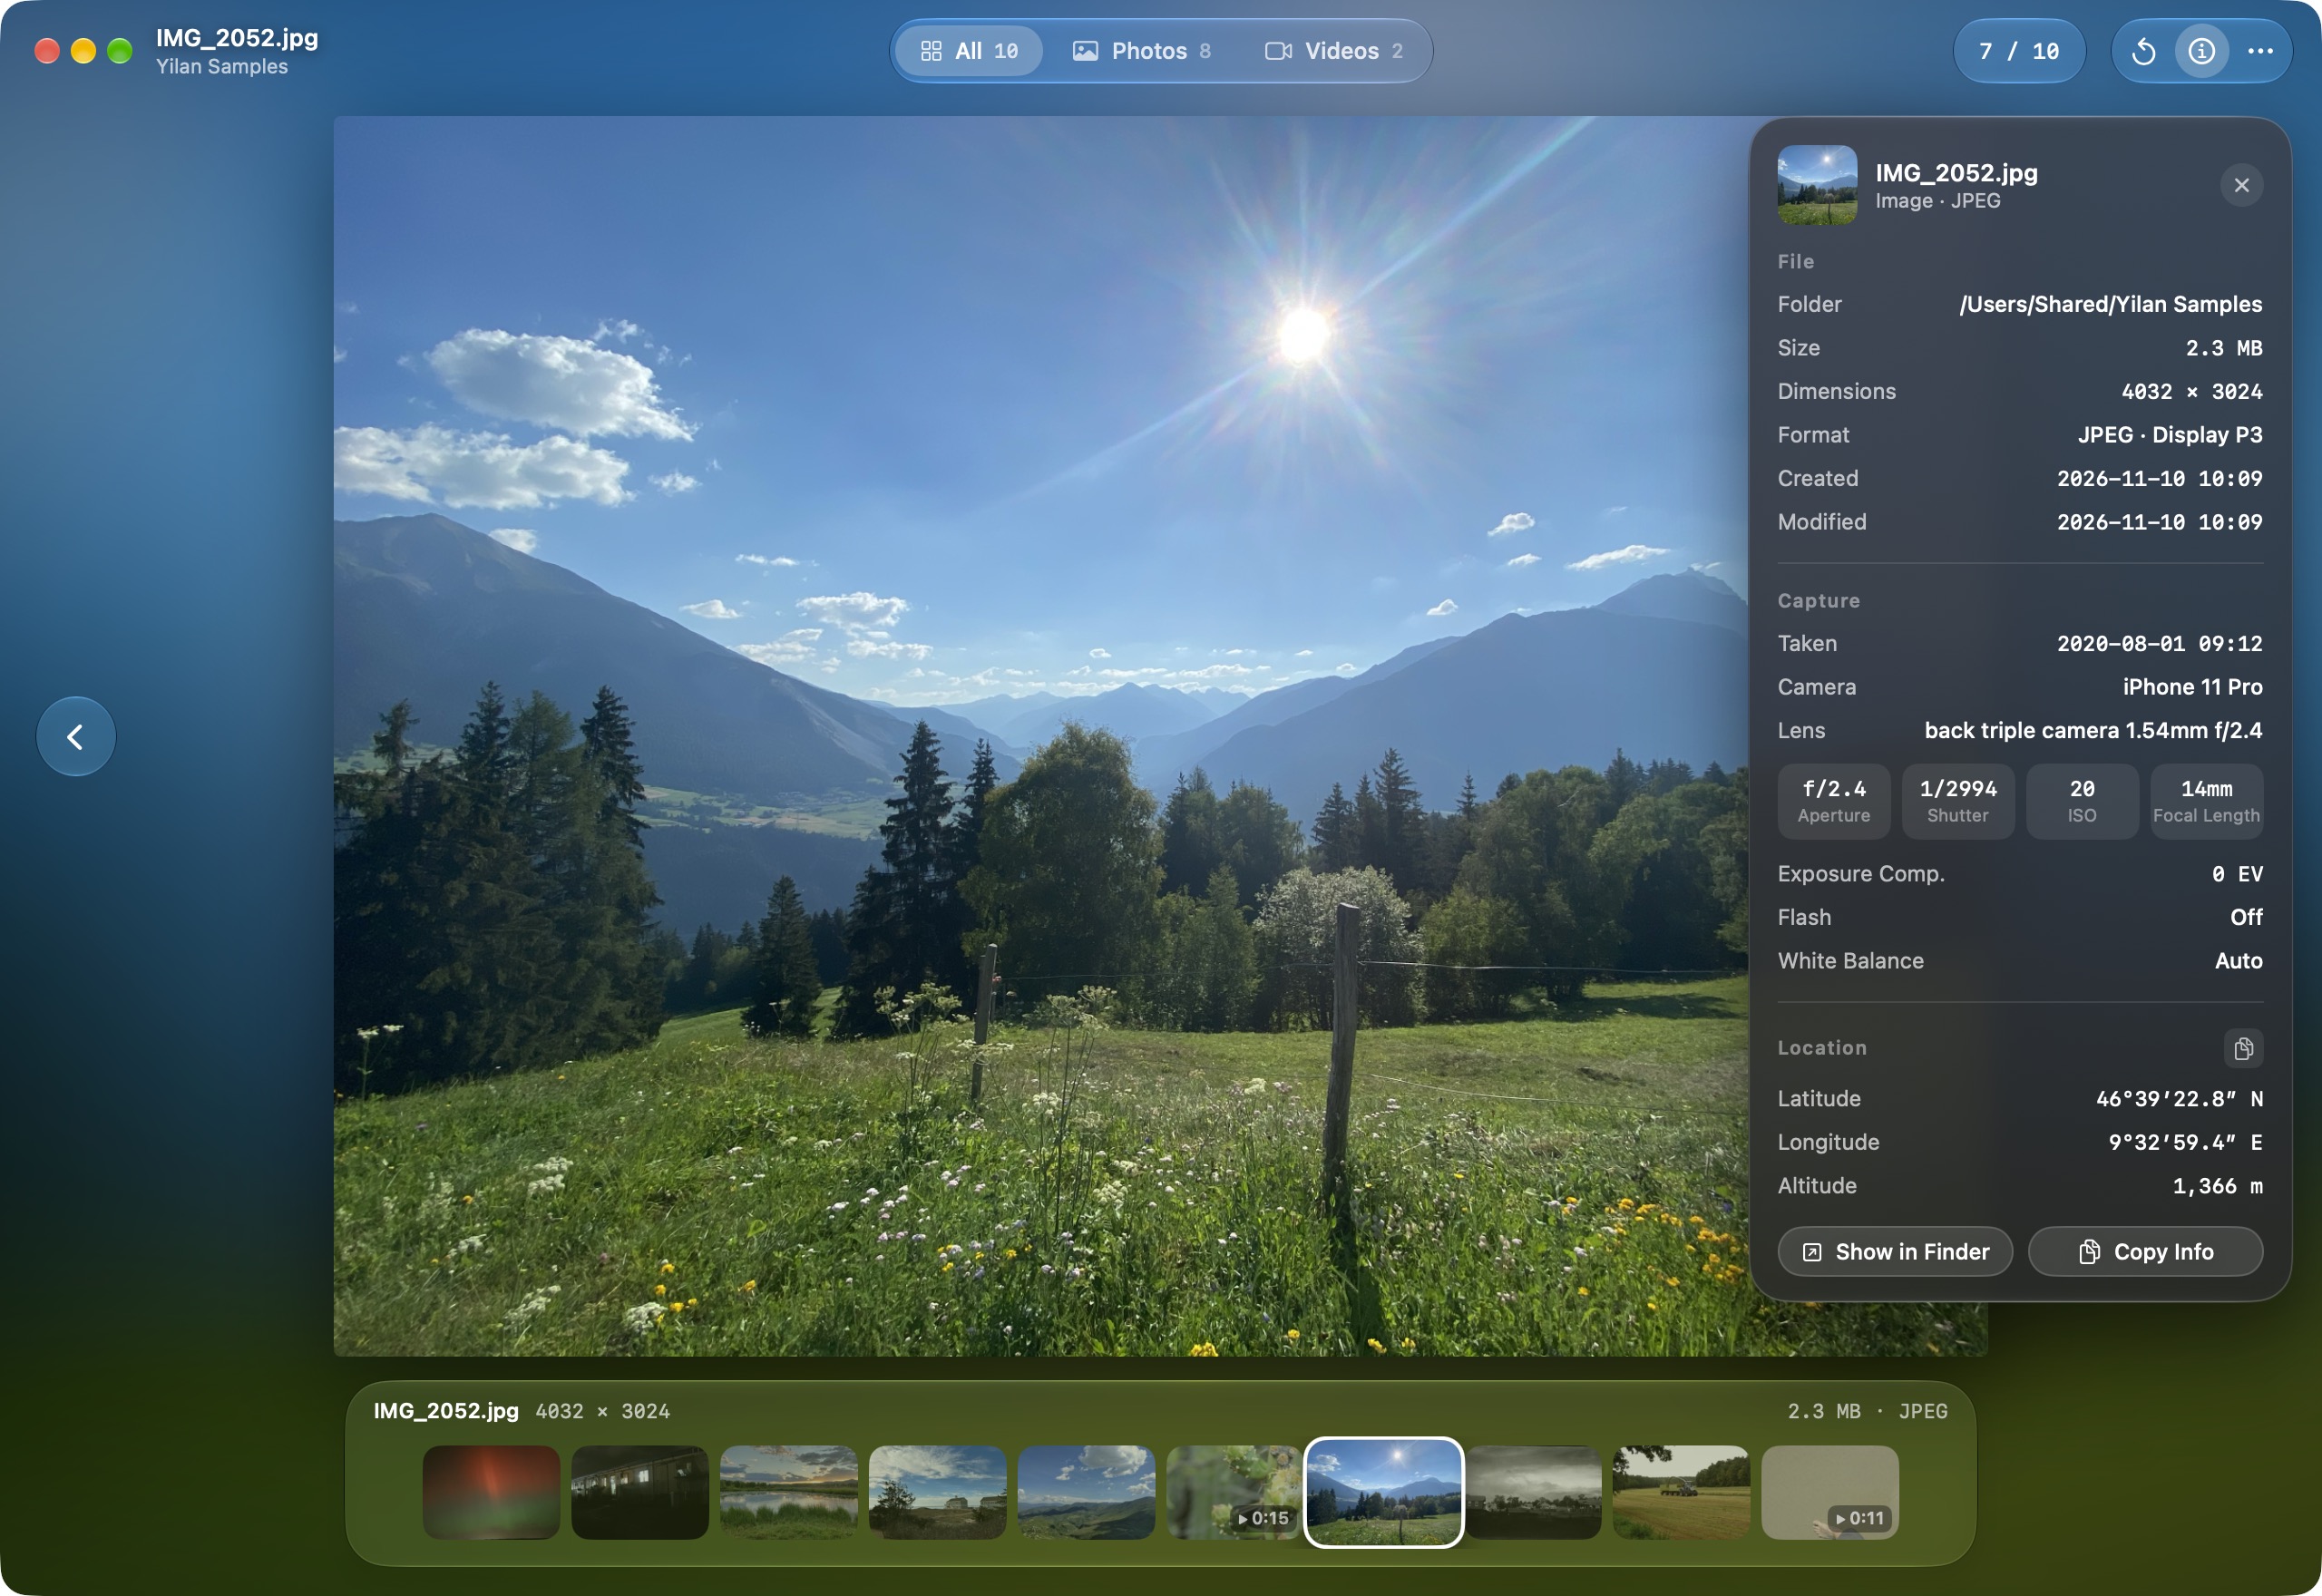 IMG_2052.jpg
Yilan Samples
All 10
Photos 8
Videos 2
7 / 10
IMG_2052.jpg
Image · JPEG
File
Folder /Users/Shared/Yilan Samples
Size 2.3 MB
Dimensions 4032 × 3024
Format JPEG · Display P3
Created 2026-11-10 10:09
Modified 2026-11-10 10:09
Capture
Taken 2020-08-01 09:12
Camera iPhone 11 Pro
Lens back triple camera 1.54mm f/2.4
f/2.4 1/2994 20 14mm
Aperture Shutter ISO Focal Length
Exposure Comp. 0 EV
Flash Off
White Balance Auto
Location
Latitude 46°39′22.8″ N
Longitude 9°32′59.4″ E
Altitude 1,366 m
Show in Finder
Copy Info
IMG_2052.jpg 4032 × 3024
2.3 MB · JPEG
0:15
0:11